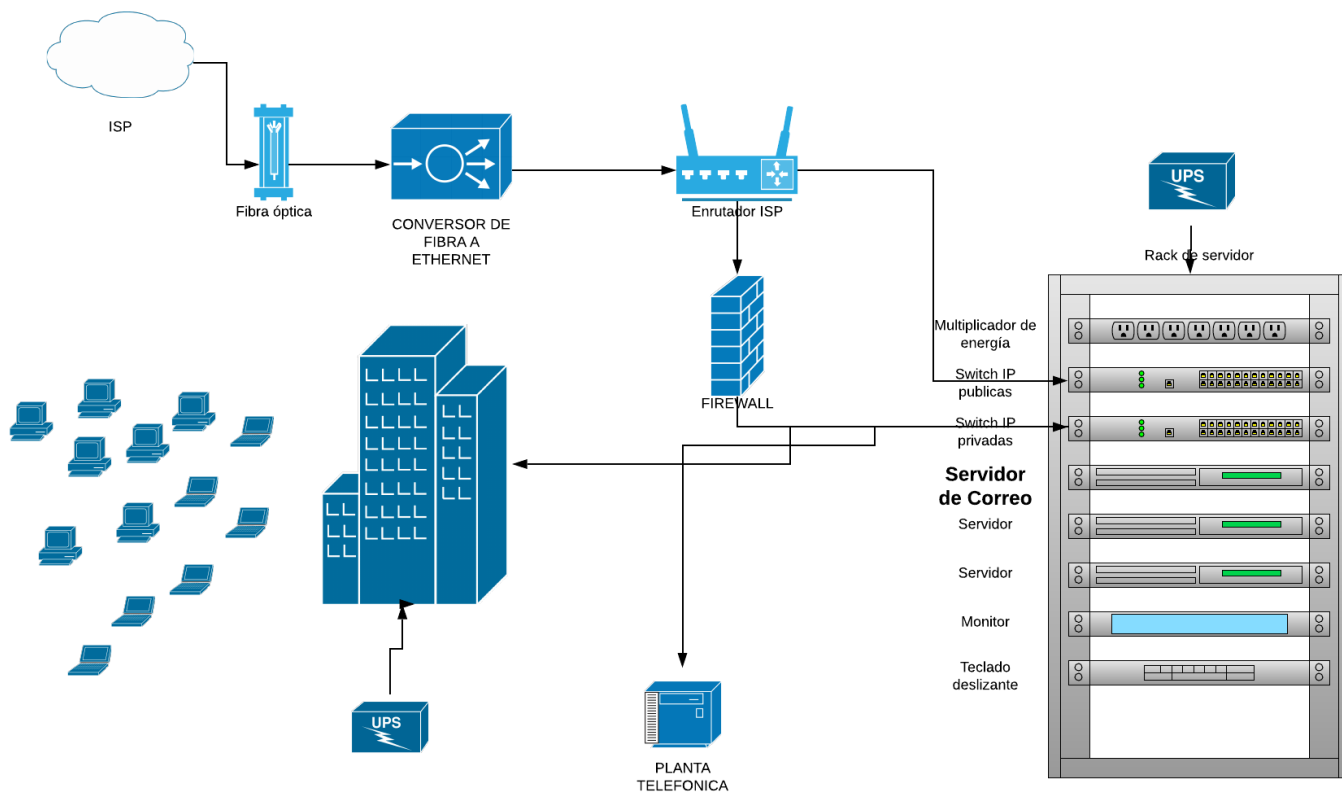 ISP
Fibra óptica
CONVERSOR DE
FIBRA A
ETHERNET
Enrutador ISP
FIREWALL
UPS
Rack de servidor
Multiplicador de
energía
Switch IP
publicas
Switch IP
privadas
Servidor
de Correo
Servidor
Servidor
Monitor
Teclado
deslizante
UPS
PLANTA
TELEFONICA